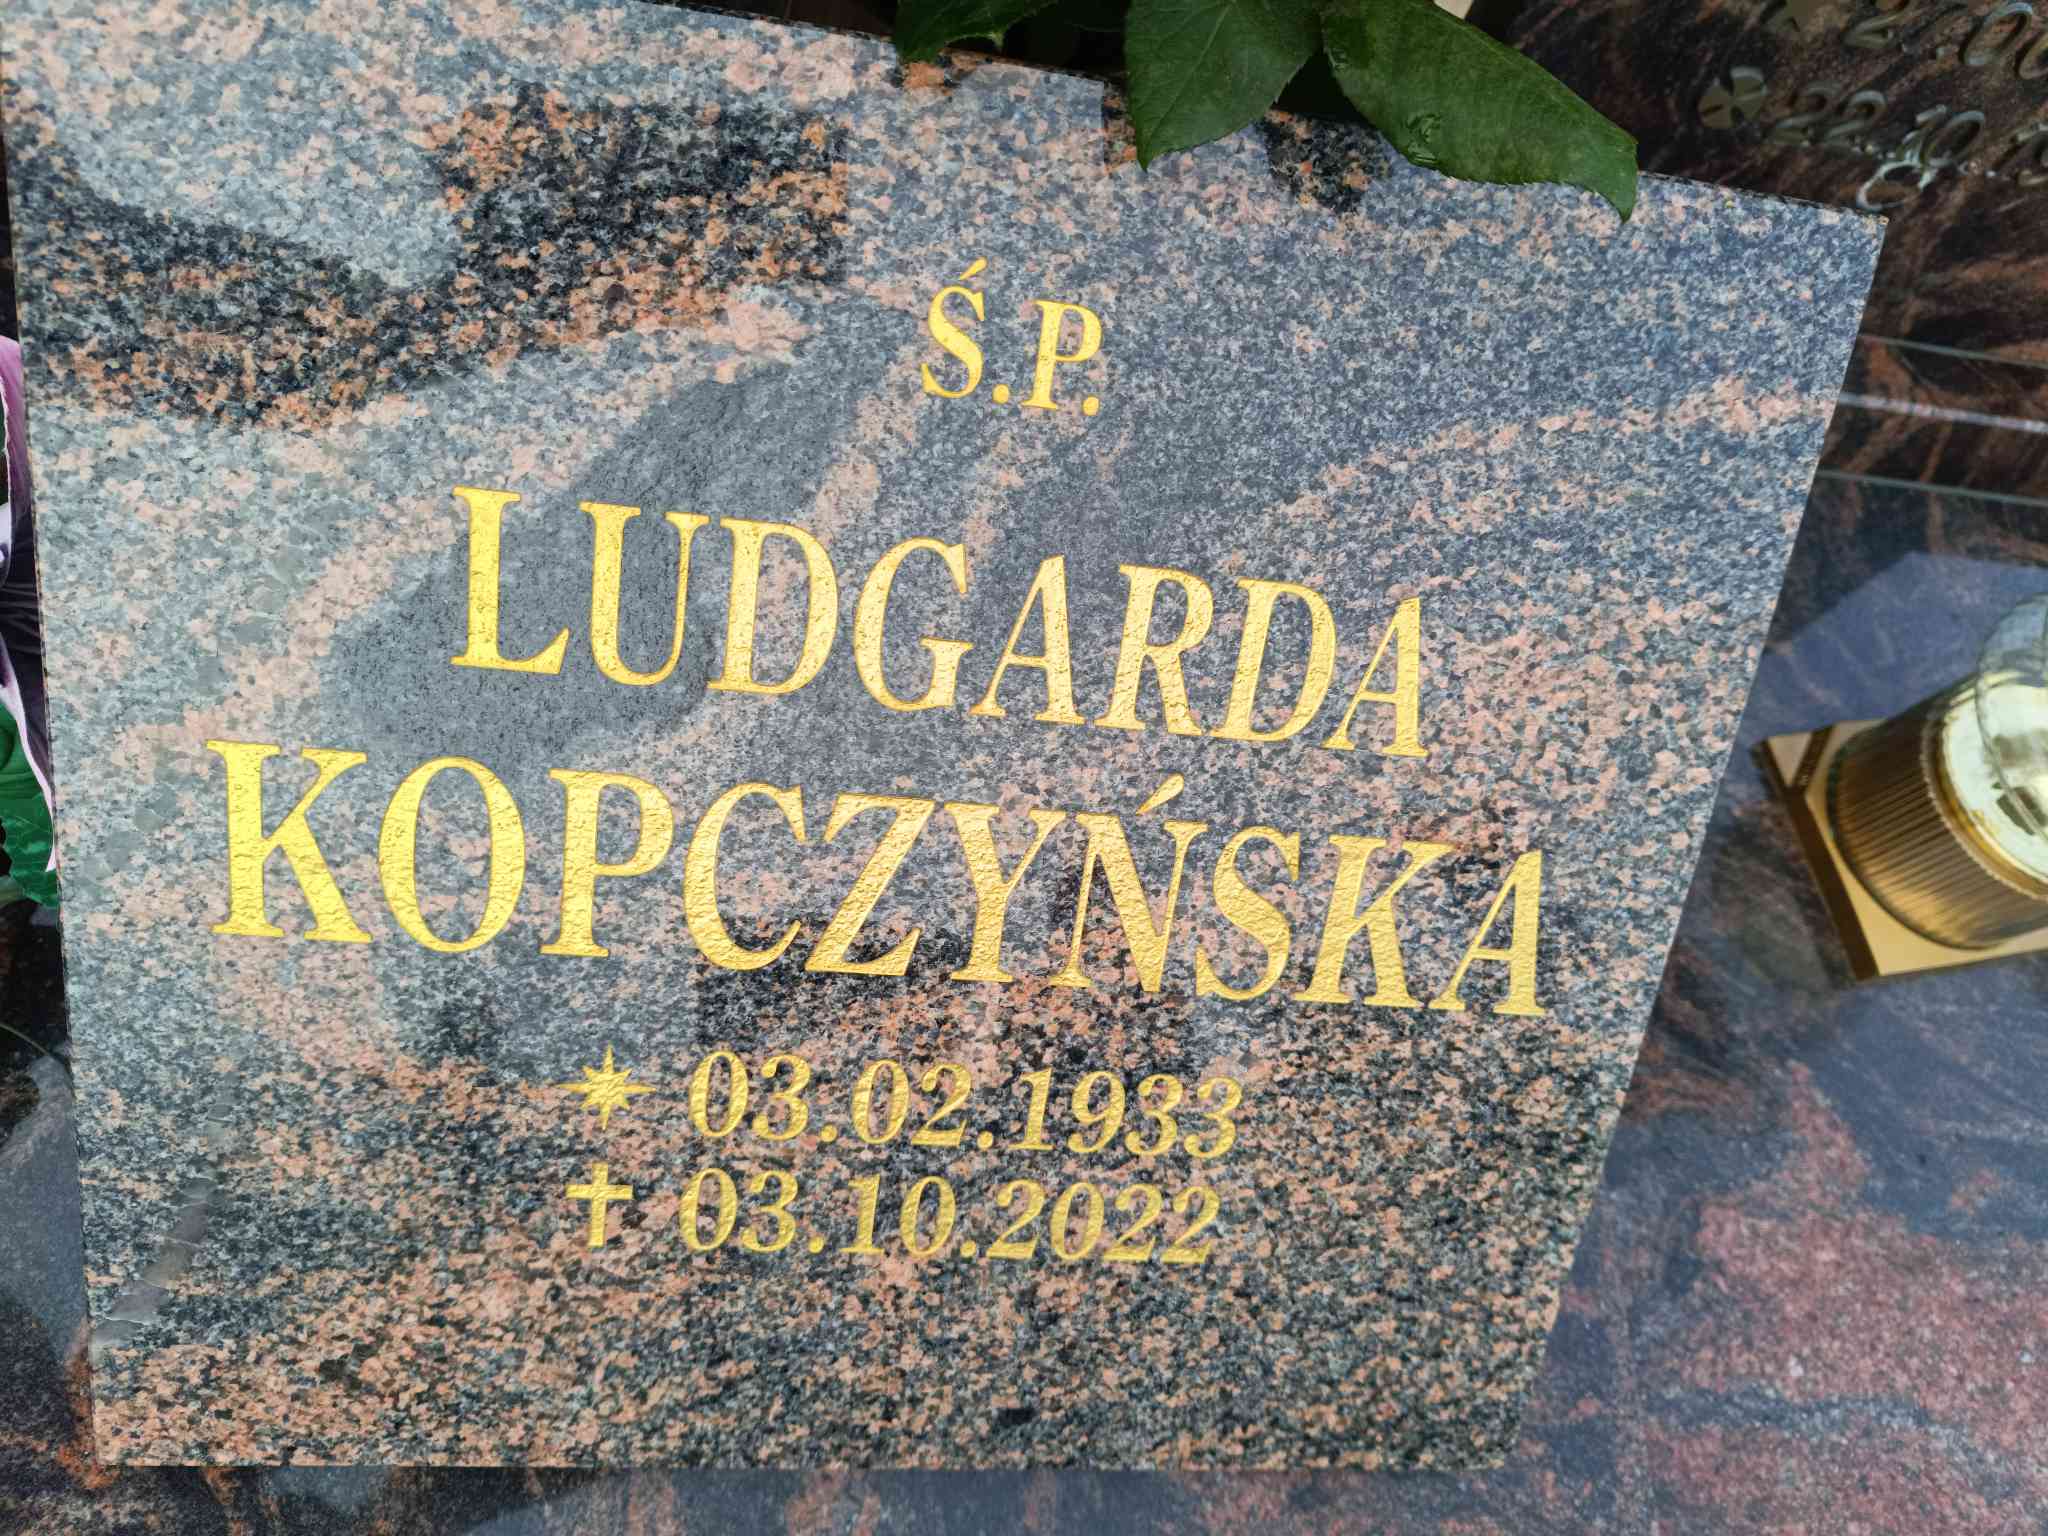 Ś.P.
LUDGARDA
KOPCZYŃSKA
03.02.1933
03.10.2022